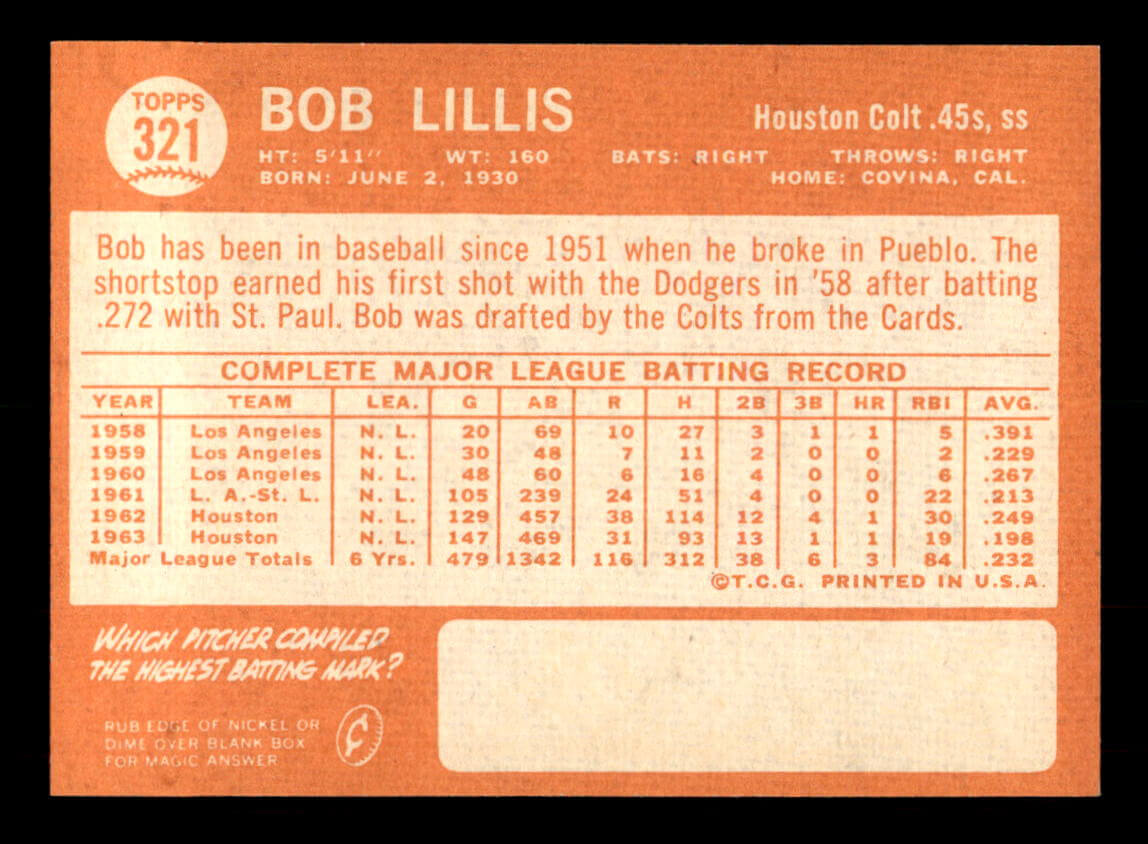 TOPPS
321
BOB LILLIS
Houston Colt .45s, ss
HT: 5'11" WT: 160 BATS: RIGHT THROWS: RIGHT
BORN: JUNE 2, 1930 HOME: COVINA, CAL.
Bob has been in baseball since 1951 when he broke in Pueblo. The
shortstop earned his first shot with the Dodgers in '58 after batting
.272 with St. Paul. Bob was drafted by the Colts from the Cards.
COMPLETE MAJOR LEAGUE BATTING RECORD
YEAR TEAM LEA. G AB R H 2B 3B HR RBI AVG.
1958 Los Angeles N. L. 20 69 10 27 3 1 1 5 .391
1959 Los Angeles N. L. 30 48 7 11 2 0 0 2 .229
1960 Los Angeles N. L. 48 60 6 16 4 0 0 6 .267
1961 L. A.-St. L. N. L. 105 239 24 51 4 0 0 22 .213
1962 Houston N. L. 129 457 38 114 12 4 1 30 .249
1963 Houston N. L. 147 469 31 93 13 1 1 19 .198
Major League Totals 6 Yrs. 479 1342 116 312 38 6 3 84 .232
©T.C.G. PRINTED IN U.S.A.
WHICH PITCHER COMPILED
THE HIGHEST BATTING MARK?
RUB EDGE OF NICKEL OR
DIME OVER BLANK BOX
FOR MAGIC ANSWER
¢